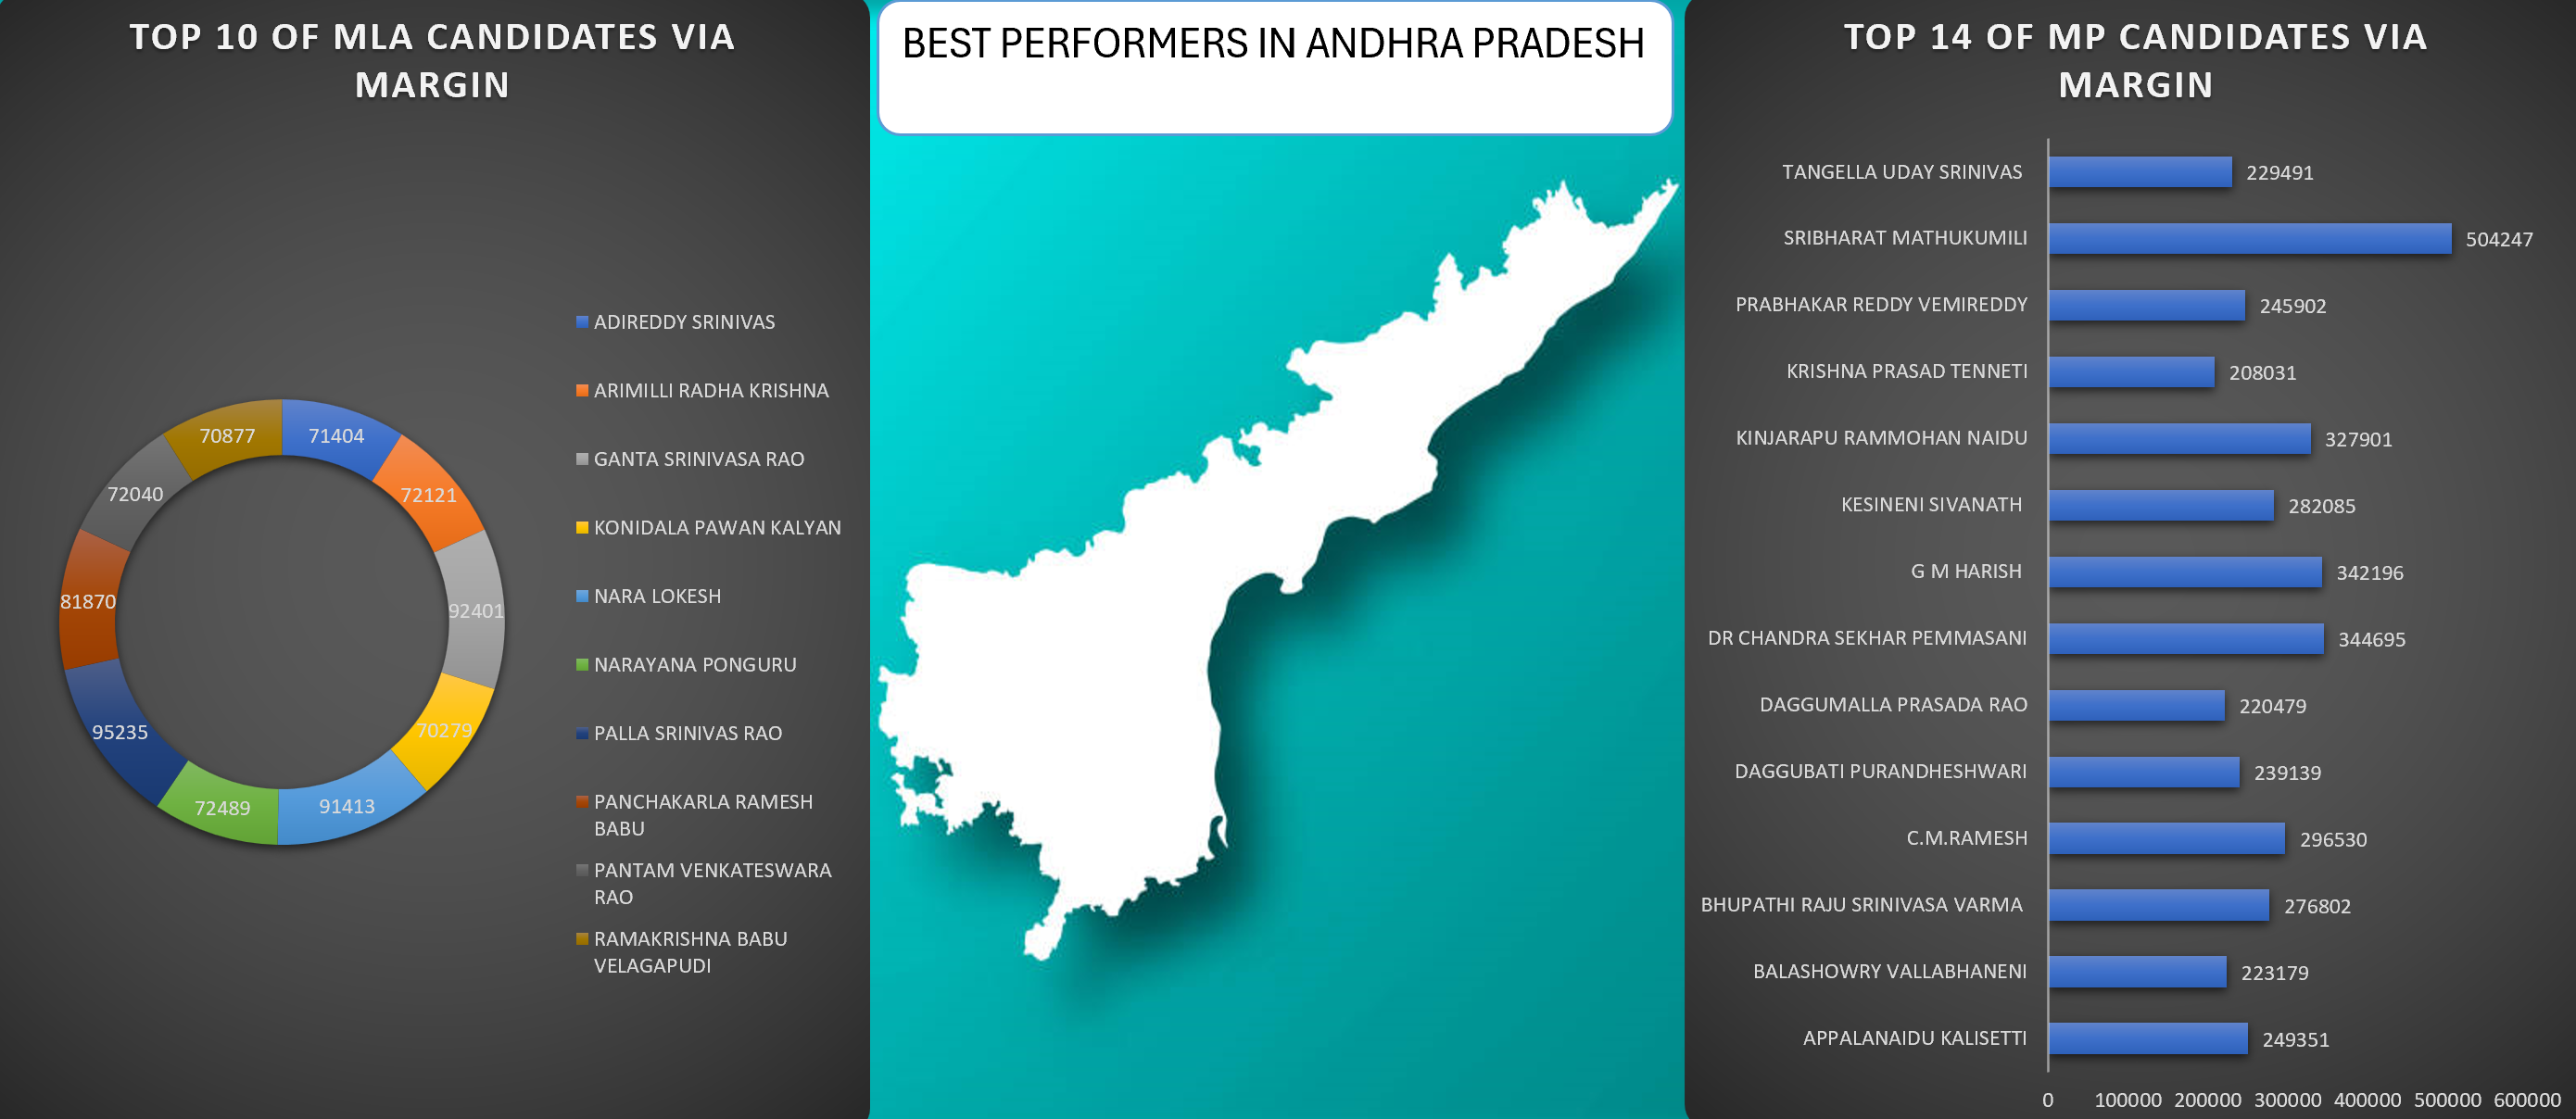 TOP 10 OF MLA CANDIDATES VIA
MARGIN
70877
71404
72121
72040
92401
81870
70279
95235
91413
72489
ADIREDDY SRINIVAS
ARIMILLI RADHA KRISHNA
GANTA SRINIVASA RAO
KONIDALA PAWAN KALYAN
NARA LOKESH
NARAYANA PONGURU
PALLA SRINIVAS RAO
PANCHAKARLA RAMESH
BABU
PANTAM VENKATESWARA
RAO
RAMAKRISHNA BABU
VELAGAPUDI
BEST PERFORMERS IN ANDHRA PRADESH
TOP 14 OF MP CANDIDATES VIA
MARGIN
TANGELLA UDAY SRINIVAS 229491
SRIBHARAT MATHUKUMILI 504247
PRABHAKAR REDDY VEMIREDDY 245902
KRISHNA PRASAD TENNETI 208031
KINJARAPU RAMMOHAN NAIDU 327901
KESINENI SIVANATH 282085
G M HARISH 342196
DR CHANDRA SEKHAR PEMMASANI 344695
DAGGUMALLA PRASADA RAO 220479
DAGGUBATI PURANDHESHWARI 239139
C.M.RAMESH 296530
BHUPATHI RAJU SRINIVASA VARMA 276802
BALASHOWRY VALLABHANENI 223179
APPALANAIDU KALISETTI 249351
0 100000 200000 300000 400000 500000 600000